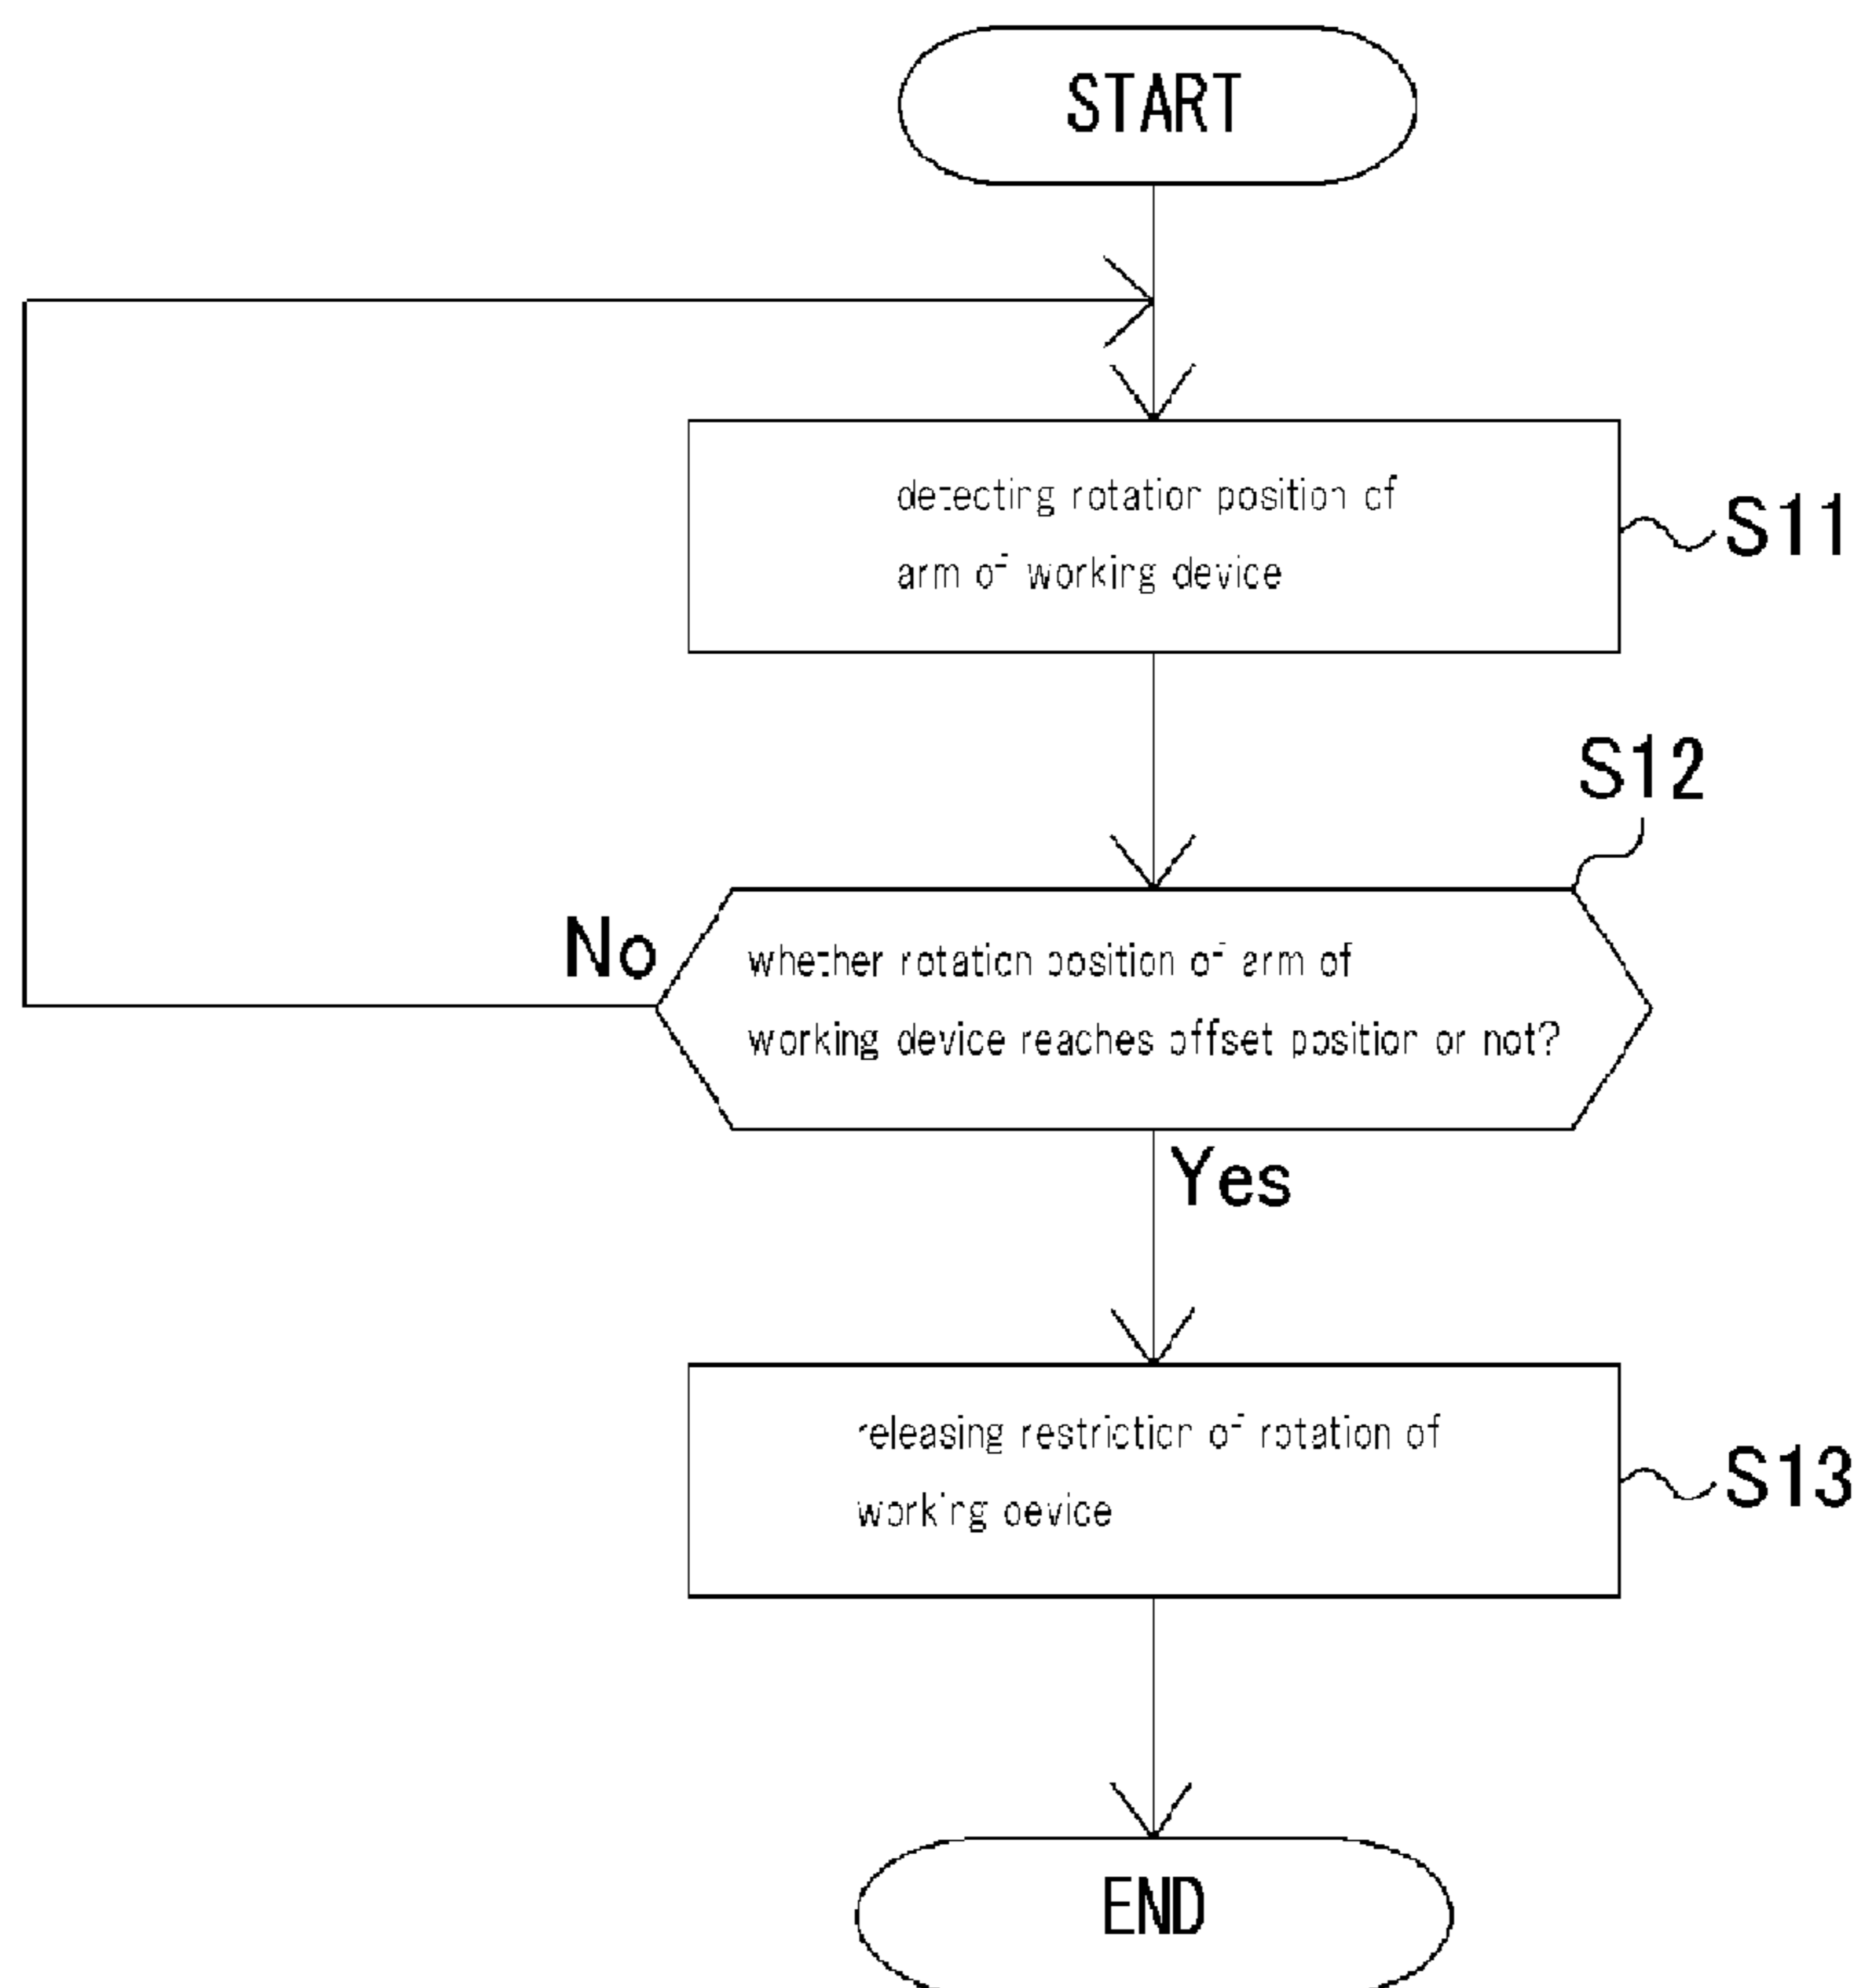 START
detecting rotation position of
arm of working device
S11
S12
No
whether rotation position of arm of
working device reaches offset position or not?
Yes
releasing restriction of rotation of
working device
S13
END